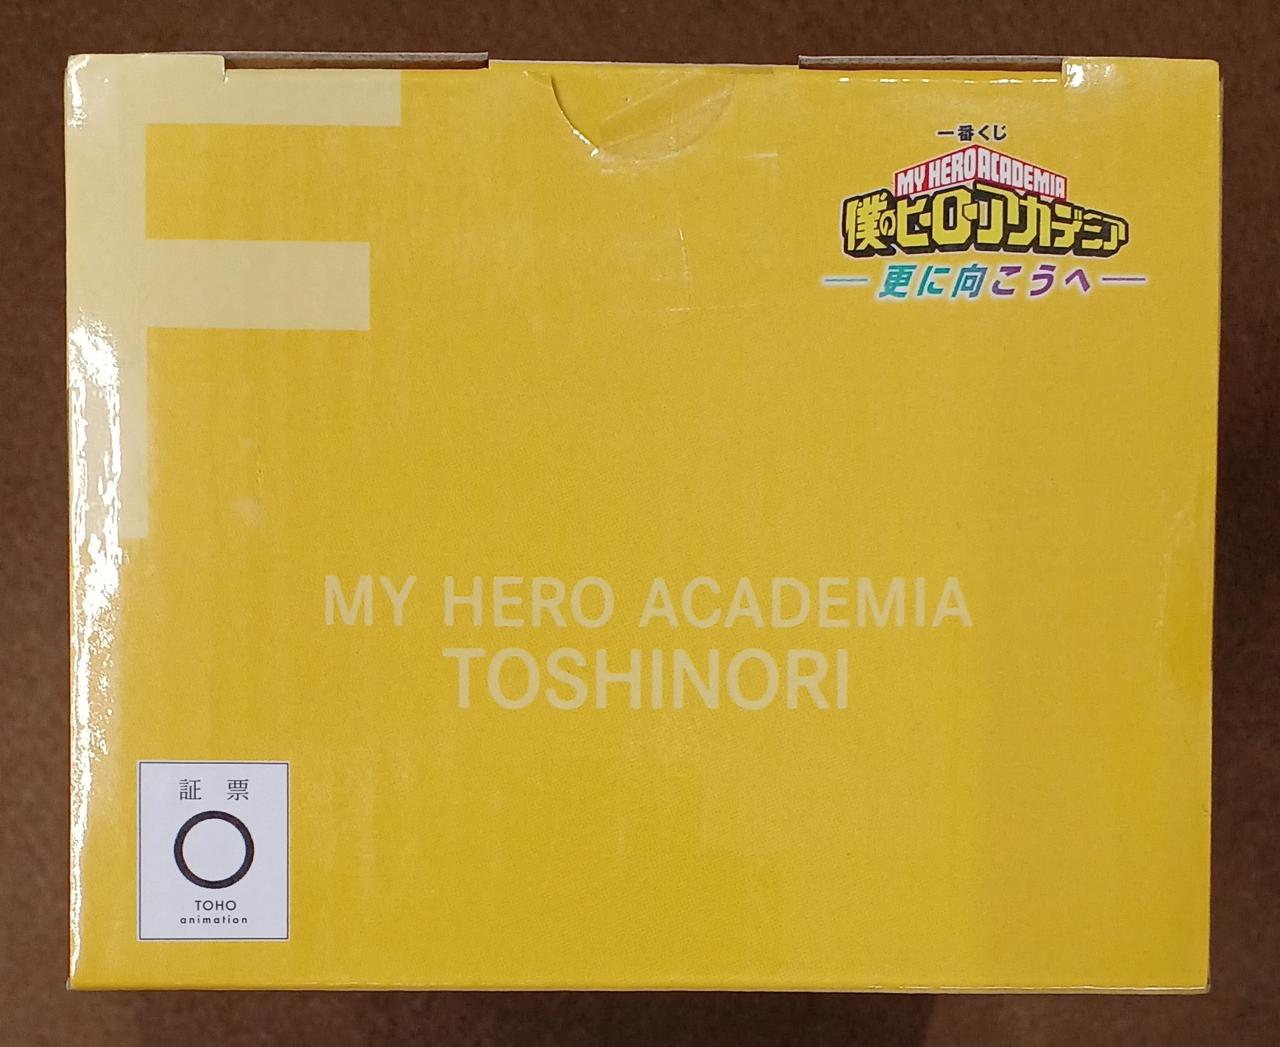 F
一番くじ
MY HERO ACADEMIA
僕のヒーローアカデミア
更に向こうへ
MY HERO ACADEMIA
TOSHINORI
証 票
TOHO
animation